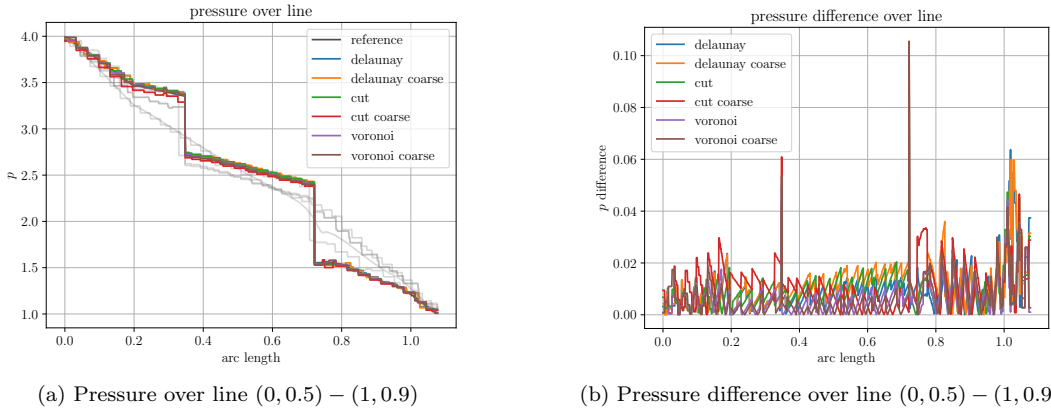 pressure over line
4.0
3.5
3.0
2.5
2.0
1.5
1.0
p
reference
delaunay
delaunay coarse
cut
cut coarse
voronoi
voronoi coarse
0.0 0.2 0.4 0.6 0.8 1.0
arc length
(a) Pressure over line (0, 0.5) − (1, 0.9)
pressure difference over line
0.10
0.08
0.06
0.04
0.02
0.00
p difference
delaunay
delaunay coarse
cut
cut coarse
voronoi
voronoi coarse
0.0 0.2 0.4 0.6 0.8 1.0
arc length
(b) Pressure difference over line (0, 0.5) − (1, 0.9